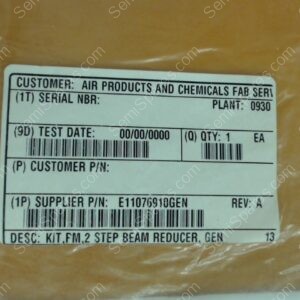 CUSTOMER: AIR PRODUCTS AND CHEMICALS FAB SERV
(1T) SERIAL NBR:
PLANT: 0930
(9D) TEST DATE: 00/00/0000 (Q) QTY: 1 EA
(P) CUSTOMER P/N:
(1P) SUPPLIER P/N: E11076910GEN REV: A
DESC: KIT,FM,2 STEP BEAM REDUCER, GEN 13